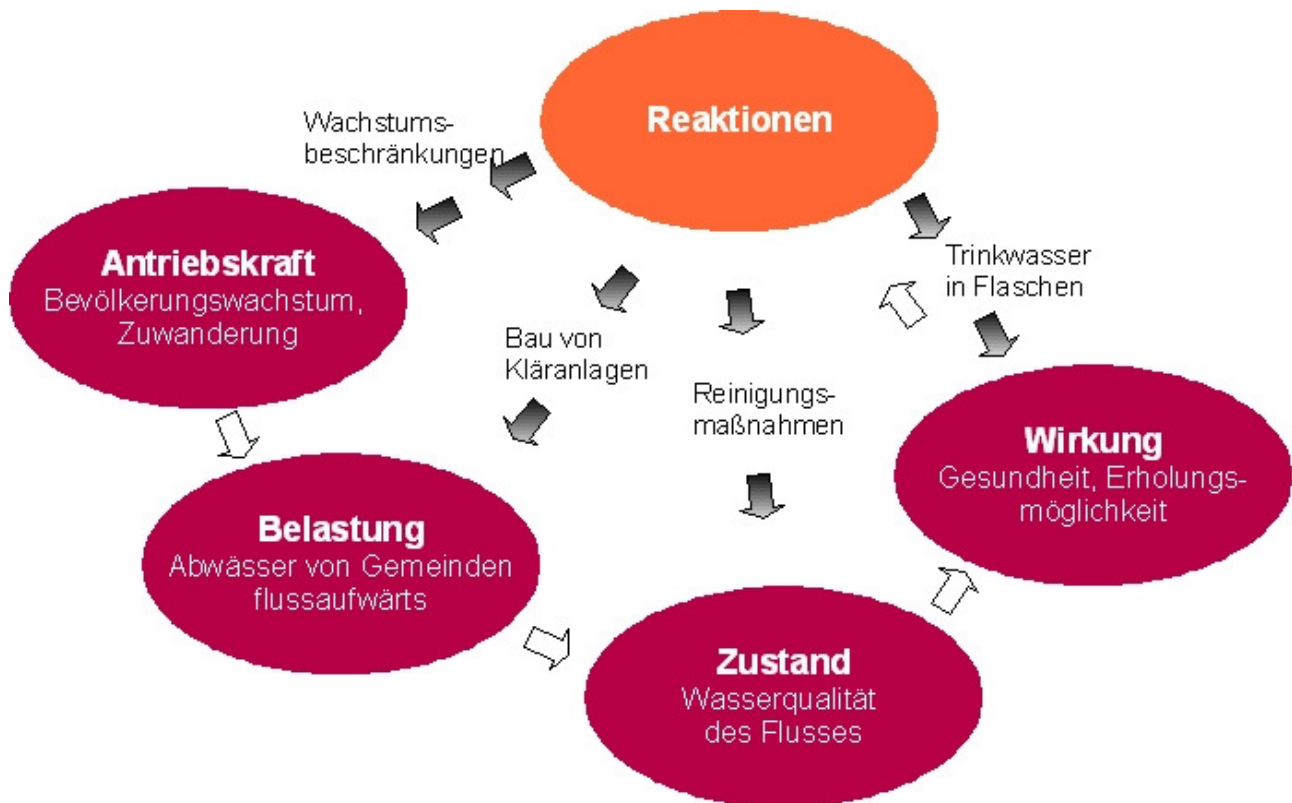 Reaktionen
Wachstums-
beschränkungen
Antriebskraft
Bevölkerungswachstum,
Zuwanderung
Trinkwasser
in Flaschen
Bau von
Kläranlagen
Reinigungs-
maßnahmen
Wirkung
Gesundheit, Erholungs-
möglichkeit
Belastung
Abwässer von Gemeinden
flussaufwärts
Zustand
Wasserqualität
des Flusses